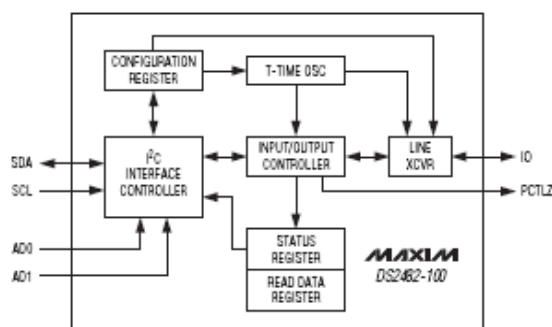 CONFIGURATION
REGISTER
T-TIME OSC
SDA
SCL
AD0
AD1
I²C
INTERFACE
CONTROLLER
INPUT/OUTPUT
CONTROLLER
LINE
XCVR
IO
PCTLZ
STATUS
REGISTER
READ DATA
REGISTER
MAXIM
DS2482-100